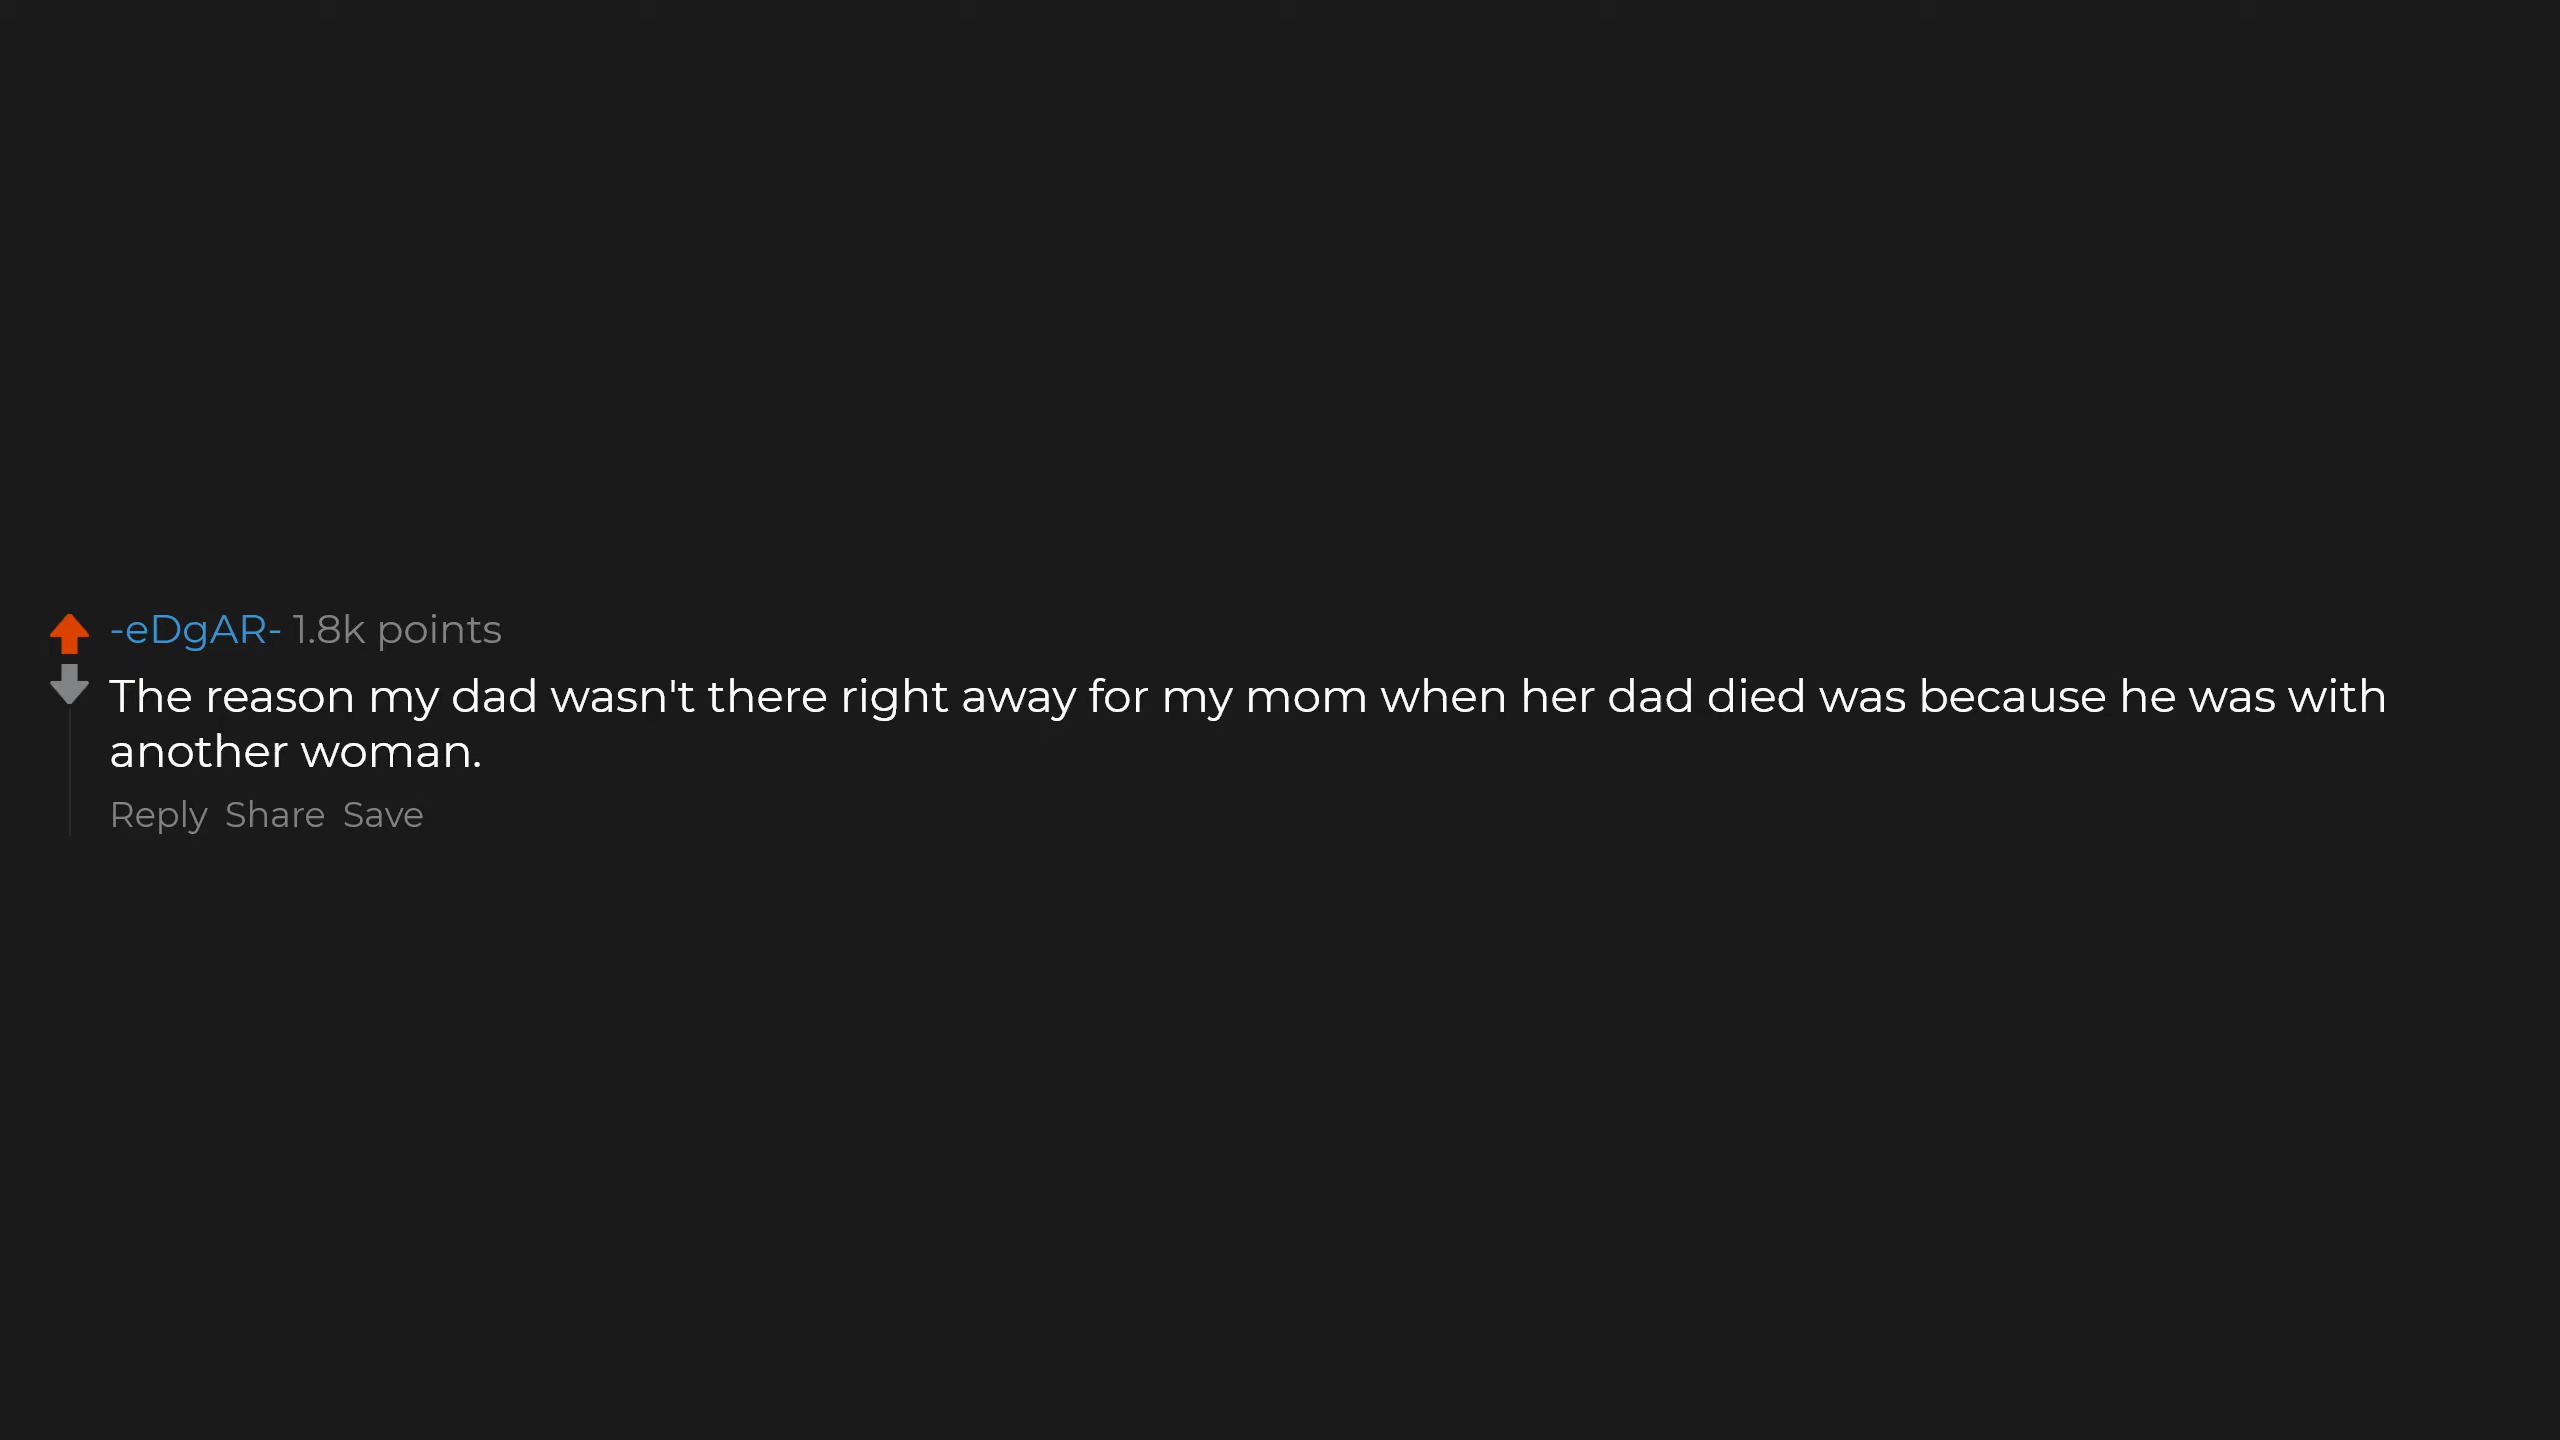 -eDgAR- 1.8k points
The reason my dad wasn't there right away for my mom when her dad died was because he was with
another woman.
Reply Share Save